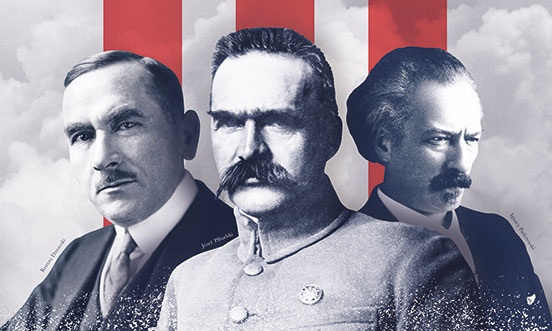 Roman Dmowski
Józef Piłsudski
Ignacy Paderewski